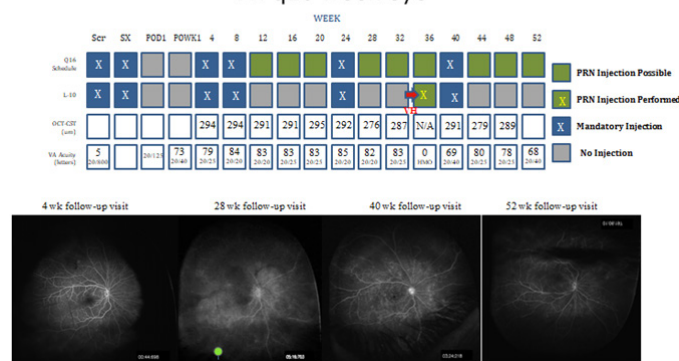 WEEK
Scr SX POD1 POWK1 4 8 12 16 20 24 28 32 36 40 44 48 52
Q16 Schedule X X X X X X
PRN Injection Possible
L-10 X X X X X X X
X PRN Injection Performed
VH
OCT-CST (um) 294 294 291 291 295 292 276 287 N/A 291 279 289
X Mandatory Injection
VA Acuity (letters) 5 73 79 84 83 83 83 85 82 83 0 69 80 78 68
20/800 20/125 20/40 20/25 20/20 20/20 20/25 20/25 20/20 20/20 20/25 HMO 20/40 20/25 20/25 20/40
No Injection
4 wk follow-up visit 28 wk follow-up visit 40 wk follow-up visit 52 wk follow-up visit